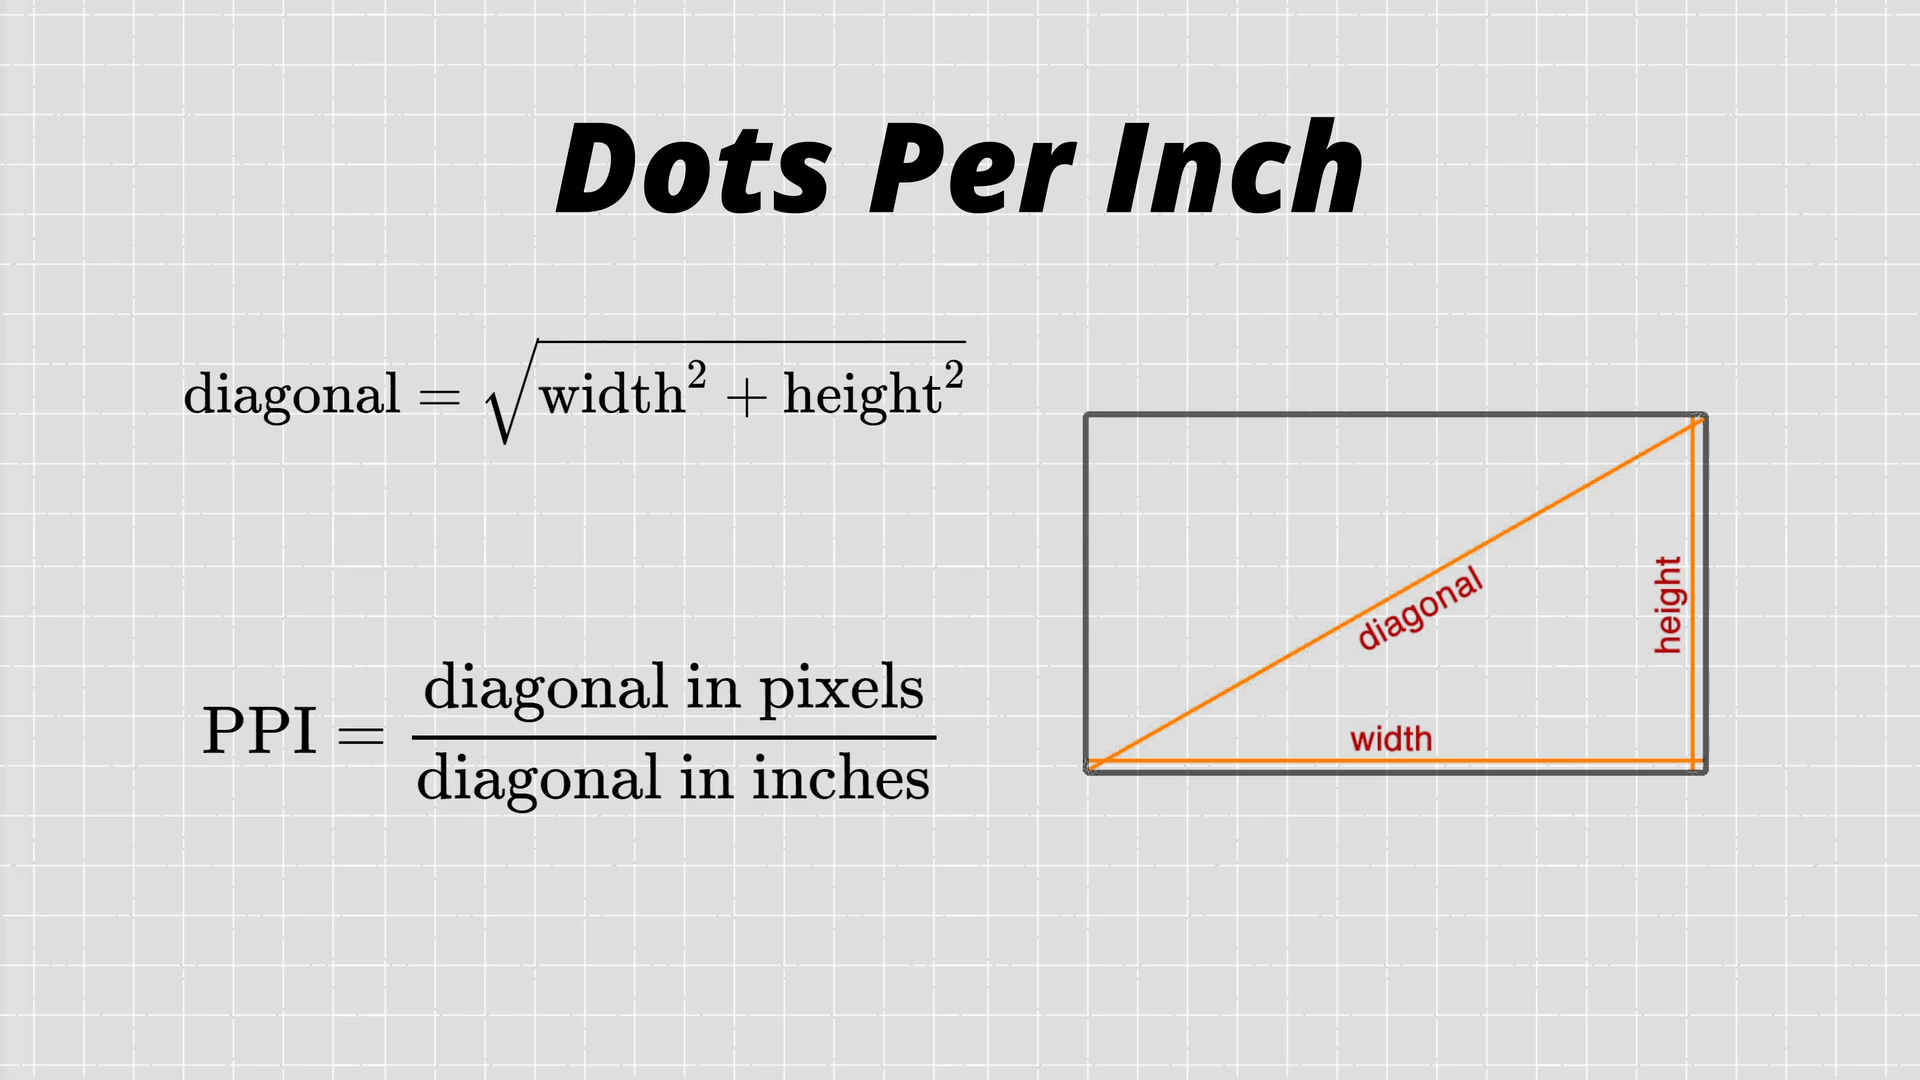 Dots Per Inch
diagonal = √width² + height²
PPI = diagonal in pixels
diagonal in inches
diagonal
height
width